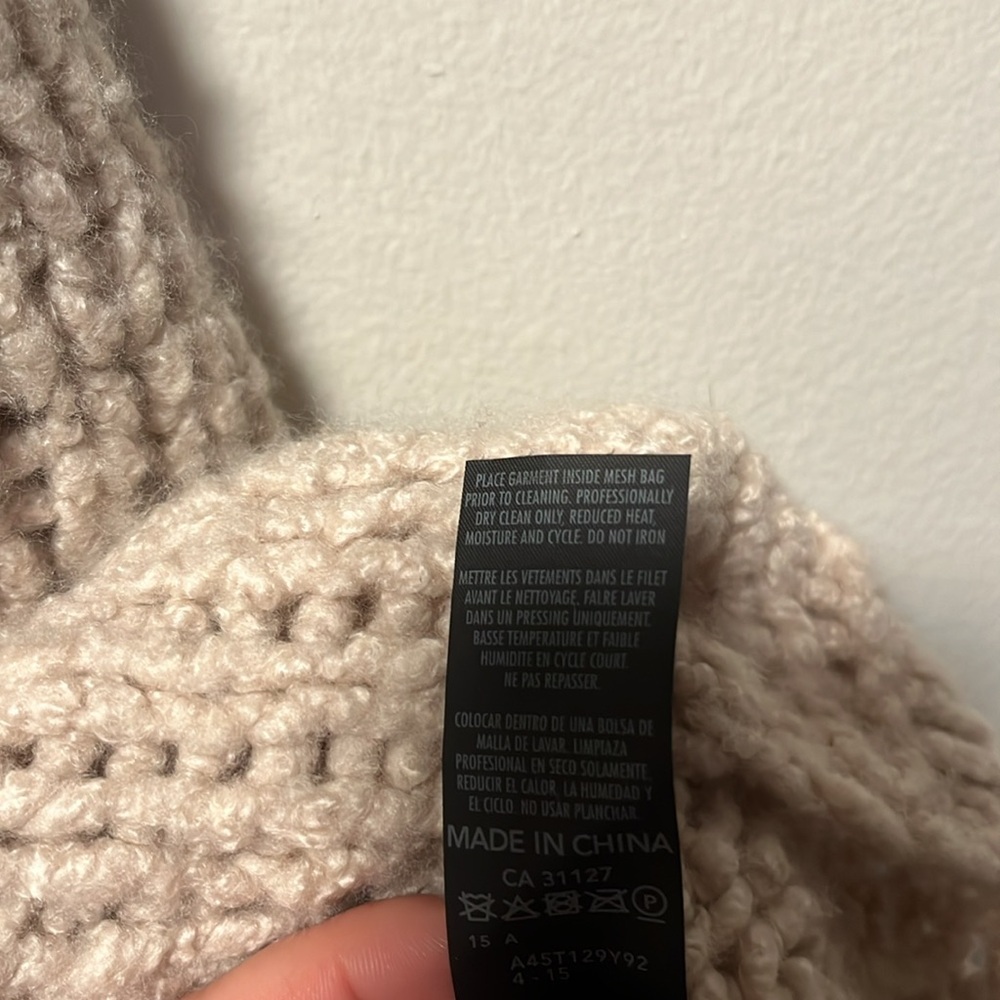 PLACE GARMENT INSIDE MESH BAG
PRIOR TO CLEANING. PROFESSIONALLY
DRY CLEAN ONLY, REDUCED HEAT,
MOISTURE AND CYCLE. DO NOT IRON
METTRE LES VETEMENTS DANS LE FILET
AVANT LE NETTOYAGE, FALRE LAVER
DANS UN PRESSING UNIQUEMENT.
BASSE TEMPERATURE ET FAIBLE
HUMIDITE EN CYCLE COURT.
NE PAS REPASSER.
COLOCAR DENTRO DE UNA BOLSA DE
MALLA DE LAVAR. LIMPIAZA
PROFESIONAL EN SECO SOLAMENTE,
REDUCIR EL CALOR, LA HUMEDAD Y
EL CICLO. NO USAR PLANCHAR.
MADE IN CHINA
CA 31127
P
15 A
A45T129Y92
4-15